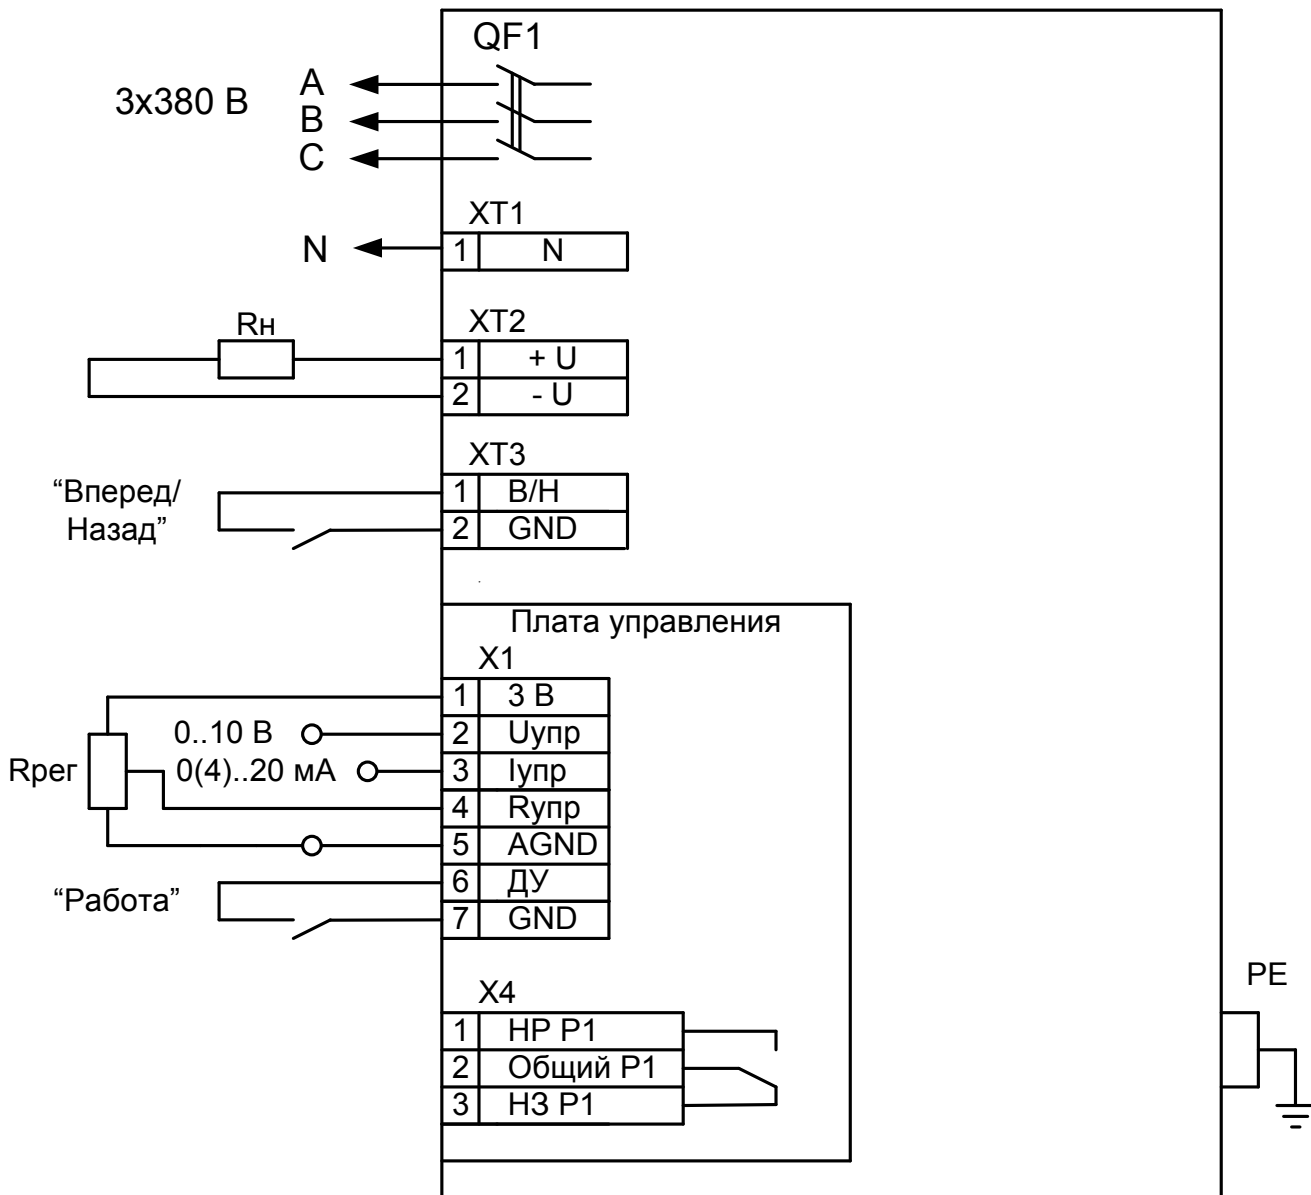 QF1
3x380 В
A
B
C
XT1
N
1 N
Rн
XT2
1 + U
2 - U
XT3
“Вперед/
Назад”
1 В/Н
2 GND
Плата управления
X1
1 3 В
0..10 В
2 Uупр
Rрег
0(4)..20 мА
3 Iупр
4 Rупр
5 AGND
“Работа”
6 ДУ
7 GND
X4
1 НР Р1
2 Общий Р1
3 НЗ Р1
PE